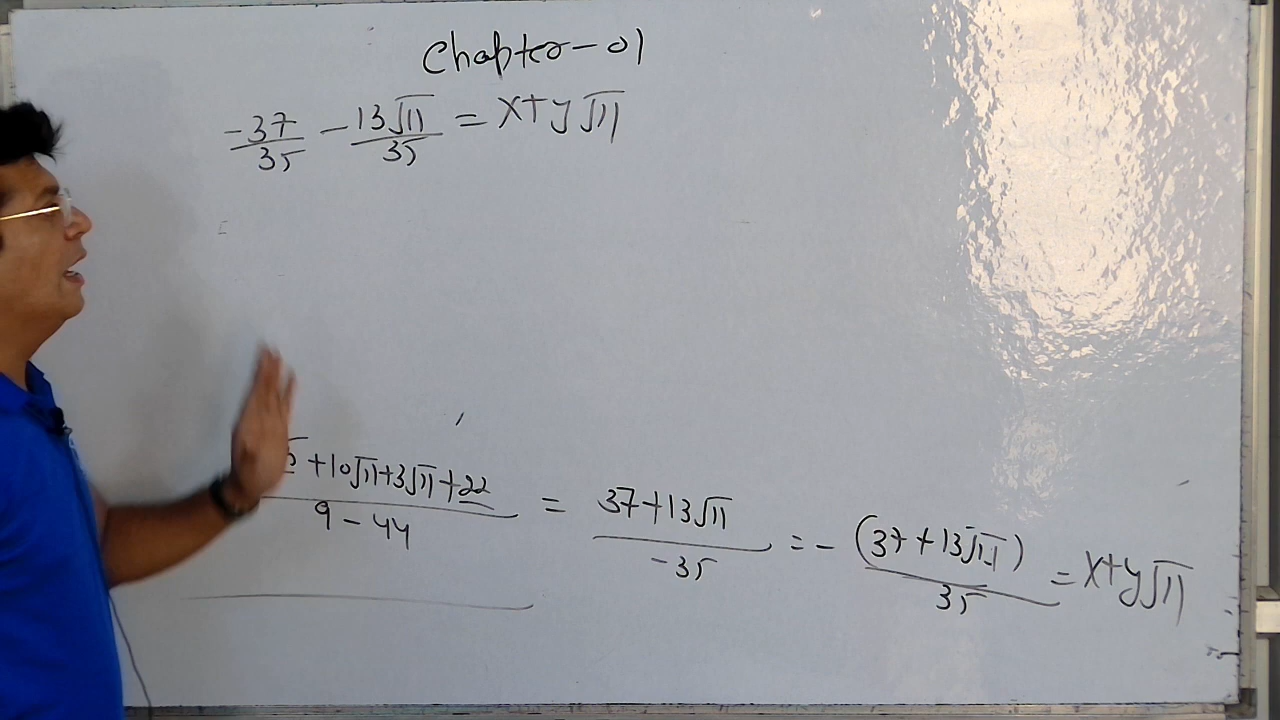 Chapter-01
-37/35 - 13√11/35 = x+y√11
5 +10√11+3√11+22 / 9-44 = 37+13√11 / -35 = - (37+13√11) / 35 = x+y√11